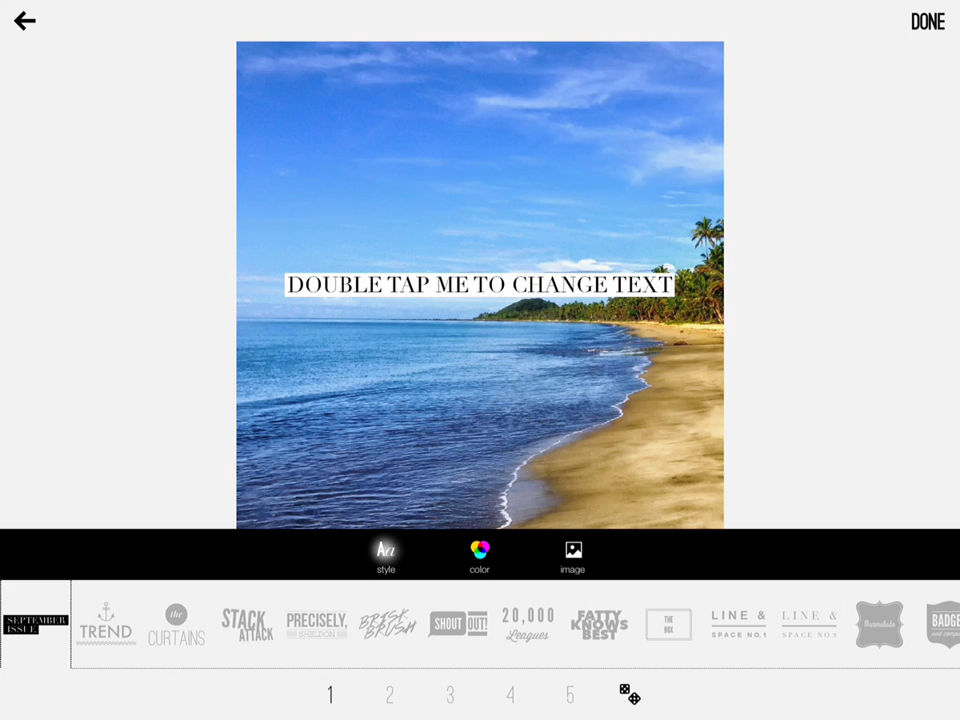 DONE
DOUBLE TAP ME TO CHANGE TEXT
Aa
style
color
image
SEPTEMBER
ISSUE
TREND
the
CURTAINS
STACK
ATTACK
PRECISELY,
SHELDON
BRISK
BRUSH
SHOUT OUT!
20,000
Leagues
FATTY
KNOWS
BEST
THE
MIX
LINE &
SPACE NO.1
LINE &
SPACE NO.2
BADGE
1 2 3 4 5